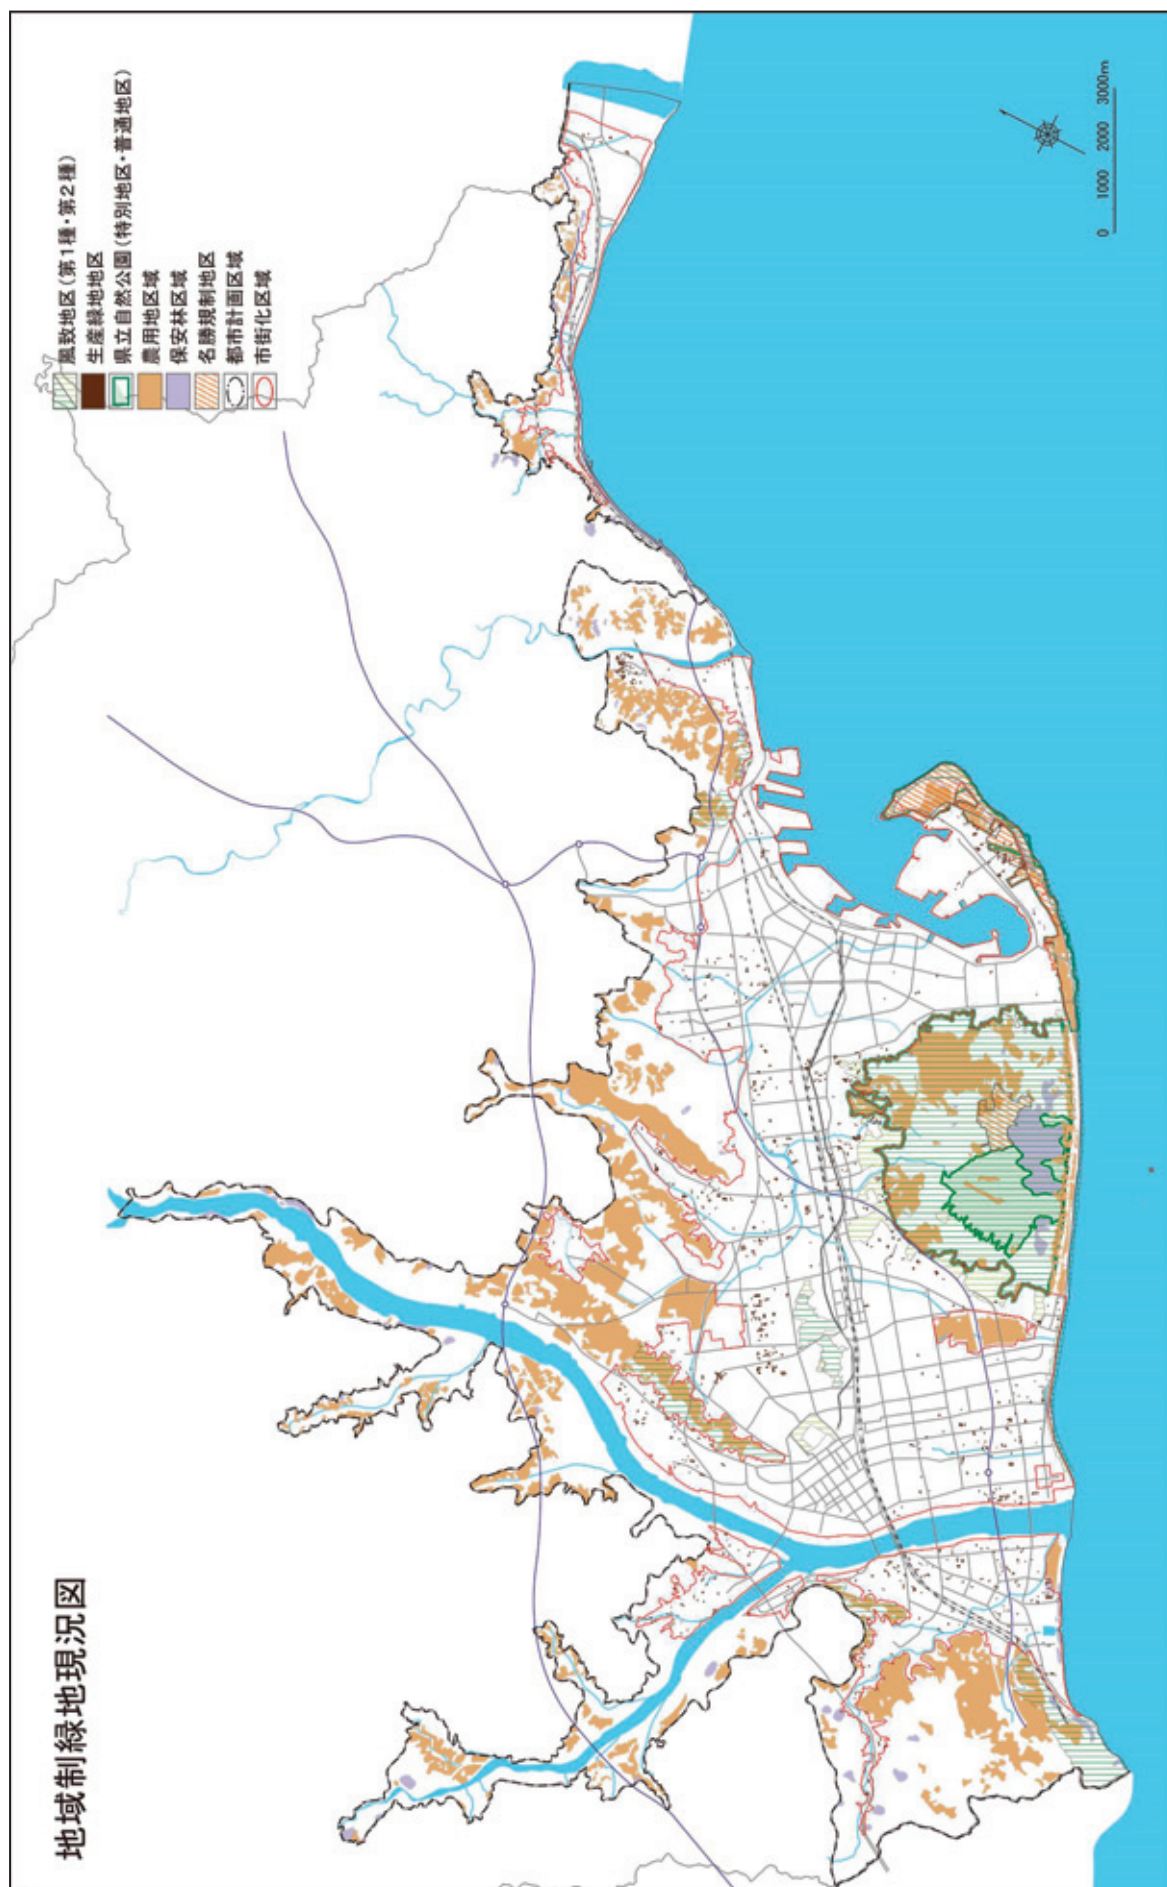 地域制緑地現況図
風致地区(第1種・第2種)
生産緑地地区
県立自然公園(特別地区・普通地区)
農用地区域
保安林区域
名勝規制地区
都市計画区域
市街化区域
0 1000 2000 3000m